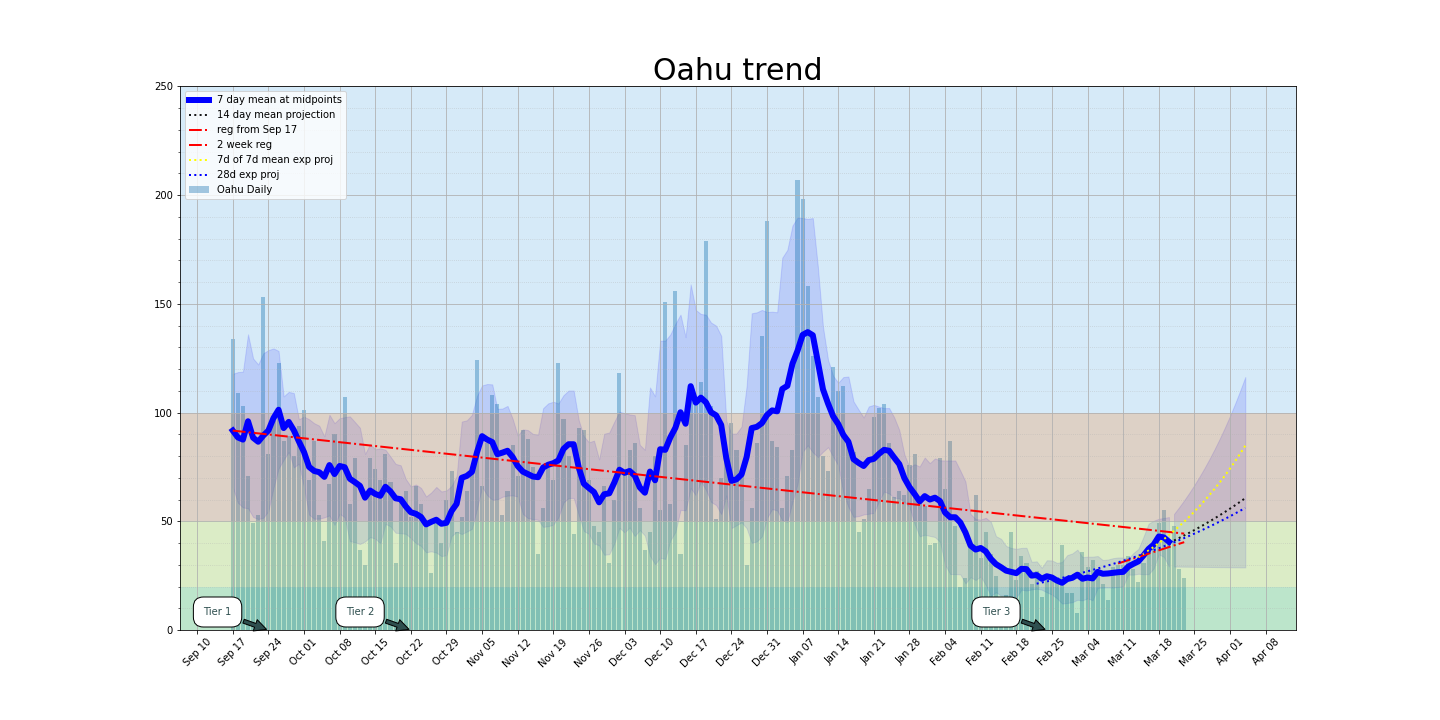 Oahu trend
250
200
150
100
50
0
7 day mean at midpoints
14 day mean projection
reg from Sep 17
2 week reg
7d of 7d mean exp proj
28d exp proj
Oahu Daily
Tier 1
Tier 2
Tier 3
Sep 10
Sep 17
Sep 24
Oct 01
Oct 08
Oct 15
Oct 22
Oct 29
Nov 05
Nov 12
Nov 19
Nov 26
Dec 03
Dec 10
Dec 17
Dec 24
Dec 31
Jan 07
Jan 14
Jan 21
Jan 28
Feb 04
Feb 11
Feb 18
Feb 25
Mar 04
Mar 11
Mar 18
Mar 25
Apr 01
Apr 08